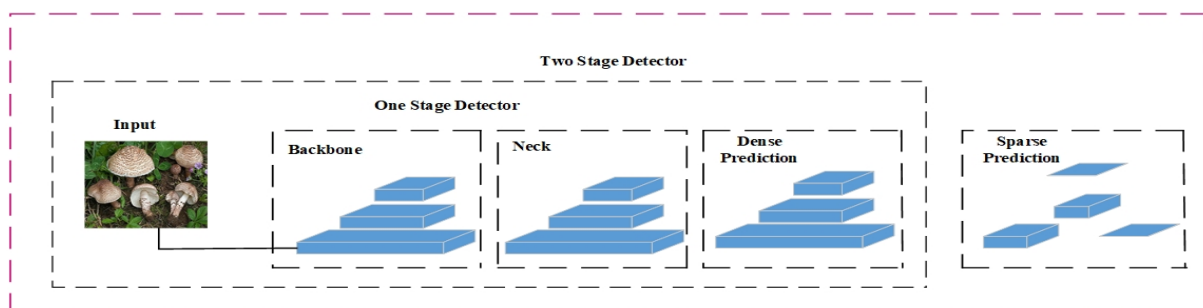 Two Stage Detector
One Stage Detector
Input
Backbone
Neck
Dense
Prediction
Sparse
Prediction